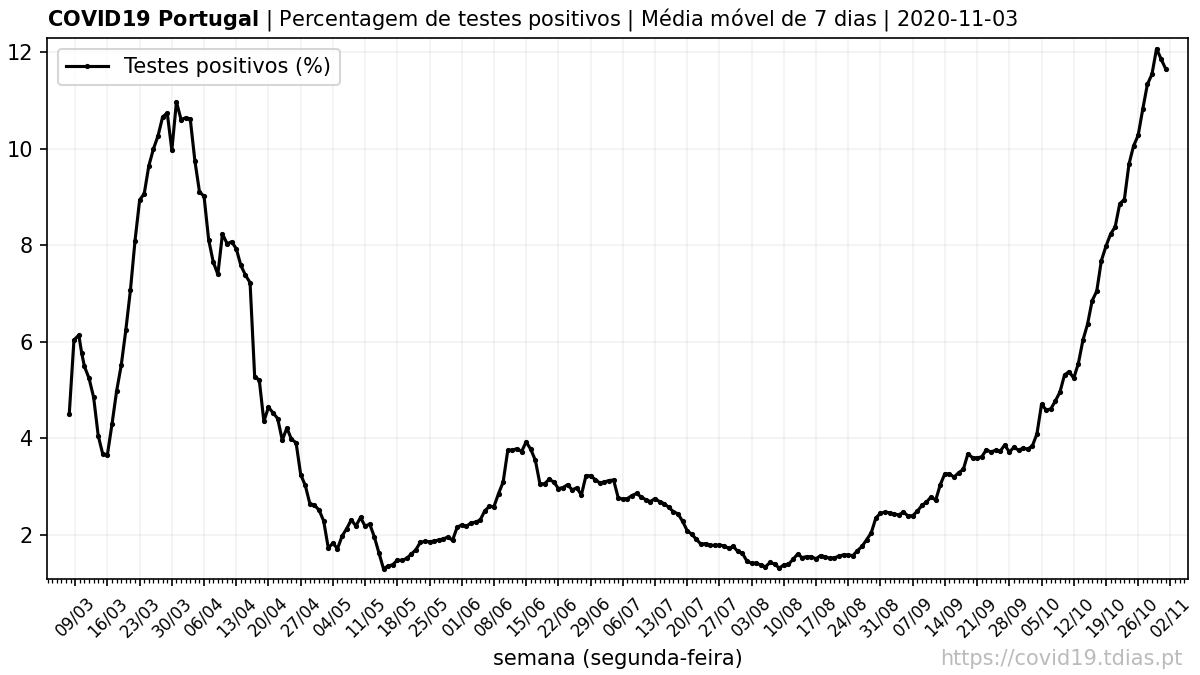 COVID19 Portugal | Percentagem de testes positivos | Média móvel de 7 dias | 2020-11-03
Testes positivos (%)
12
10
8
6
4
2
09/03 16/03 23/03 30/03 06/04 13/04 20/04 27/04 04/05 11/05 18/05 25/05 01/06 08/06 15/06 22/06 29/06 06/07 13/07 20/07 27/07 03/08 10/08 17/08 24/08 31/08 07/09 14/09 21/09 28/09 05/10 12/10 19/10 26/10 02/11
semana (segunda-feira)
https://covid19.tdias.pt